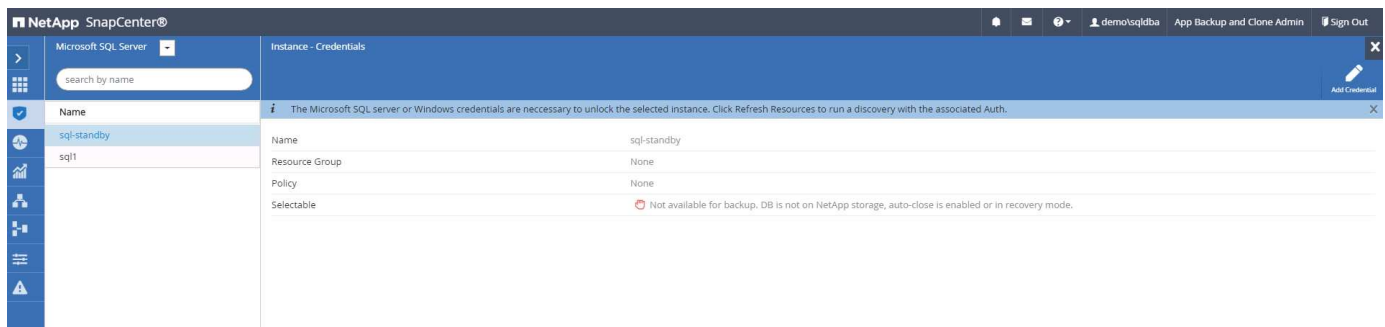 NetApp SnapCenter®
demo\sqldba App Backup and Clone Admin Sign Out
Microsoft SQL Server
search by name
Name
sql-standby
sql1
Instance - Credentials
Add Credential
i The Microsoft SQL server or Windows credentials are neccessary to unlock the selected instance. Click Refresh Resources to run a discovery with the associated Auth.
Name sql-standby
Resource Group None
Policy None
Selectable Not available for backup. DB is not on NetApp storage, auto-close is enabled or in recovery mode.